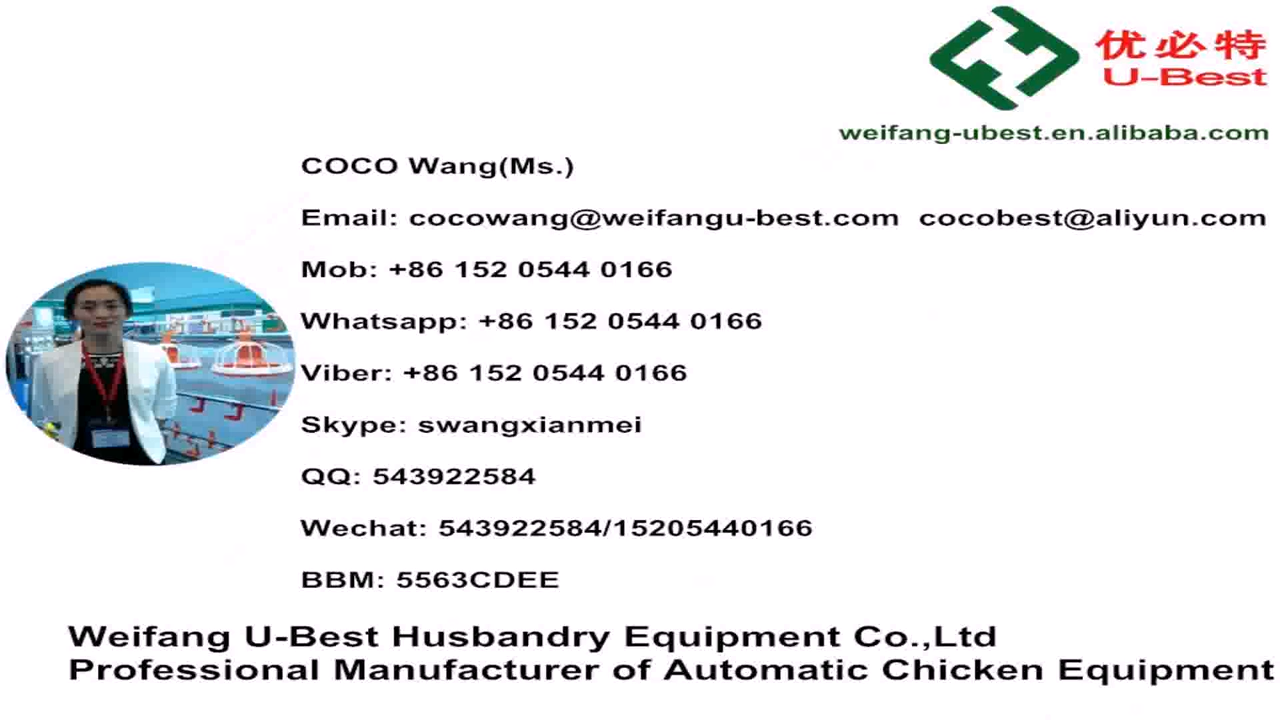 优必特
U-Best
weifang-ubest.en.alibaba.com
COCO Wang(Ms.)
Email: cocowang@weifangu-best.com cocobest@aliyun.com
Mob: +86 152 0544 0166
Whatsapp: +86 152 0544 0166
Viber: +86 152 0544 0166
Skype: swangxianmei
QQ: 543922584
Wechat: 543922584/15205440166
BBM: 5563CDEE
Weifang U-Best Husbandry Equipment Co.,Ltd
Professional Manufacturer of Automatic Chicken Equipment